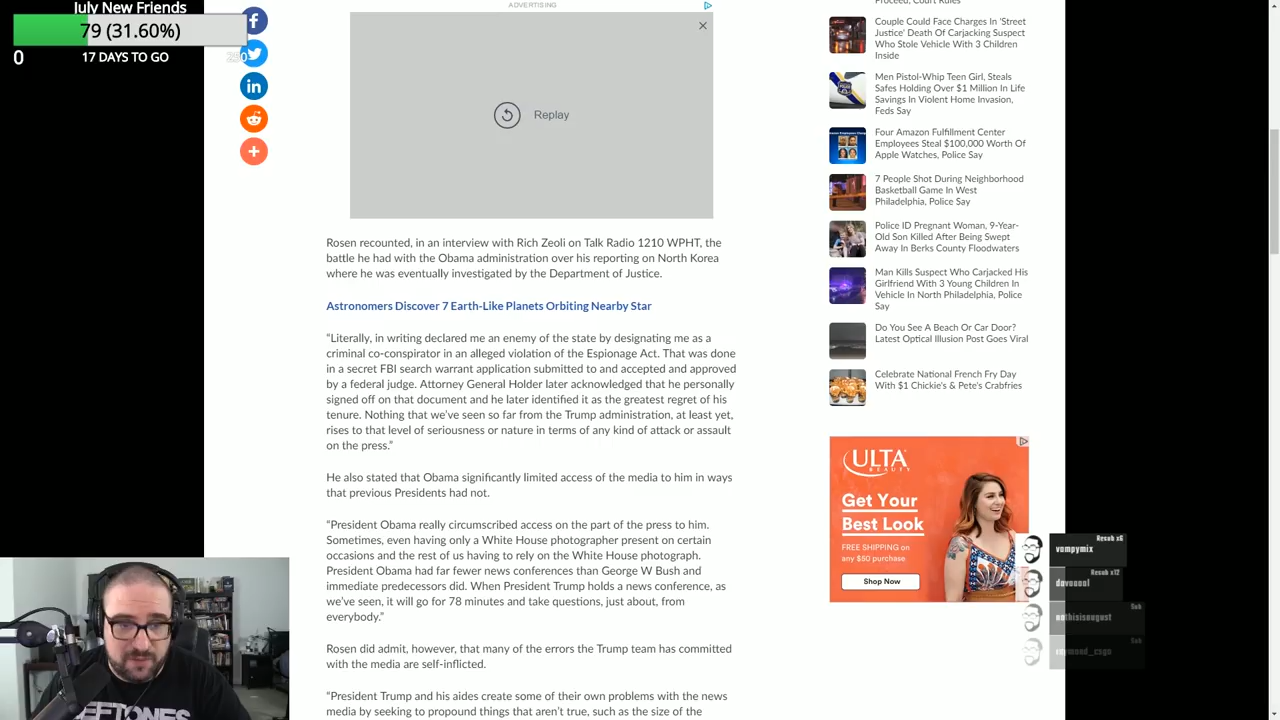 July New Friends
79 (31.60%)
0
17 DAYS TO GO
250
ADVERTISING
Replay
Rosen recounted, in an interview with Rich Zeoli on Talk Radio 1210 WPHT, the
battle he had with the Obama administration over his reporting on North Korea
where he was eventually investigated by the Department of Justice.
Astronomers Discover 7 Earth-Like Planets Orbiting Nearby Star
“Literally, in writing declared me an enemy of the state by designating me as a
criminal co-conspirator in an alleged violation of the Espionage Act. That was done
in a secret FBI search warrant application submitted to and accepted and approved
by a federal judge. Attorney General Holder later acknowledged that he personally
signed off on that document and he later identified it as the greatest regret of his
tenure. Nothing that we’ve seen so far from the Trump administration, at least yet,
rises to that level of seriousness or nature in terms of any kind of attack or assault
on the press.”
He also stated that Obama significantly limited access of the media to him in ways
that previous Presidents had not.
“President Obama really circumscribed access on the part of the press to him.
Sometimes, even having only a White House photographer present on certain
occasions and the rest of us having to rely on the White House photograph.
President Obama had far fewer news conferences than George W Bush and
immediate predecessors did. When President Trump holds a news conference, as
we’ve seen, it will go for 78 minutes and take questions, just about, from
everybody.”
Rosen did admit, however, that many of the errors the Trump team has committed
with the media are self-inflicted.
“President Trump and his aides create some of their own problems with the news
media by seeking to propound things that aren’t true, such as the size of the
Proceed, Court Rules
Couple Could Face Charges In 'Street
Justice' Death Of Carjacking Suspect
Who Stole Vehicle With 3 Children
Inside
Men Pistol-Whip Teen Girl, Steals
Safes Holding Over $1 Million In Life
Savings In Violent Home Invasion,
Feds Say
Four Amazon Fulfillment Center
Employees Steal $100,000 Worth Of
Apple Watches, Police Say
7 People Shot During Neighborhood
Basketball Game In West
Philadelphia, Police Say
Police ID Pregnant Woman, 9-Year-
Old Son Killed After Being Swept
Away In Berks County Floodwaters
Man Kills Suspect Who Carjacked His
Girlfriend With 3 Young Children In
Vehicle In North Philadelphia, Police
Say
Do You See A Beach Or Car Door?
Latest Optical Illusion Post Goes Viral
Celebrate National French Fry Day
With $1 Chickie's & Pete's Crabfries
ULTA
BEAUTY
Get Your
Best Look
FREE SHIPPING on
any $50 purchase.
Shop Now
Resub x6
vampymix
Resub x12
davoooo!
Sub
nothisisaugust
Sub
raymond_csgo
DEFTONES